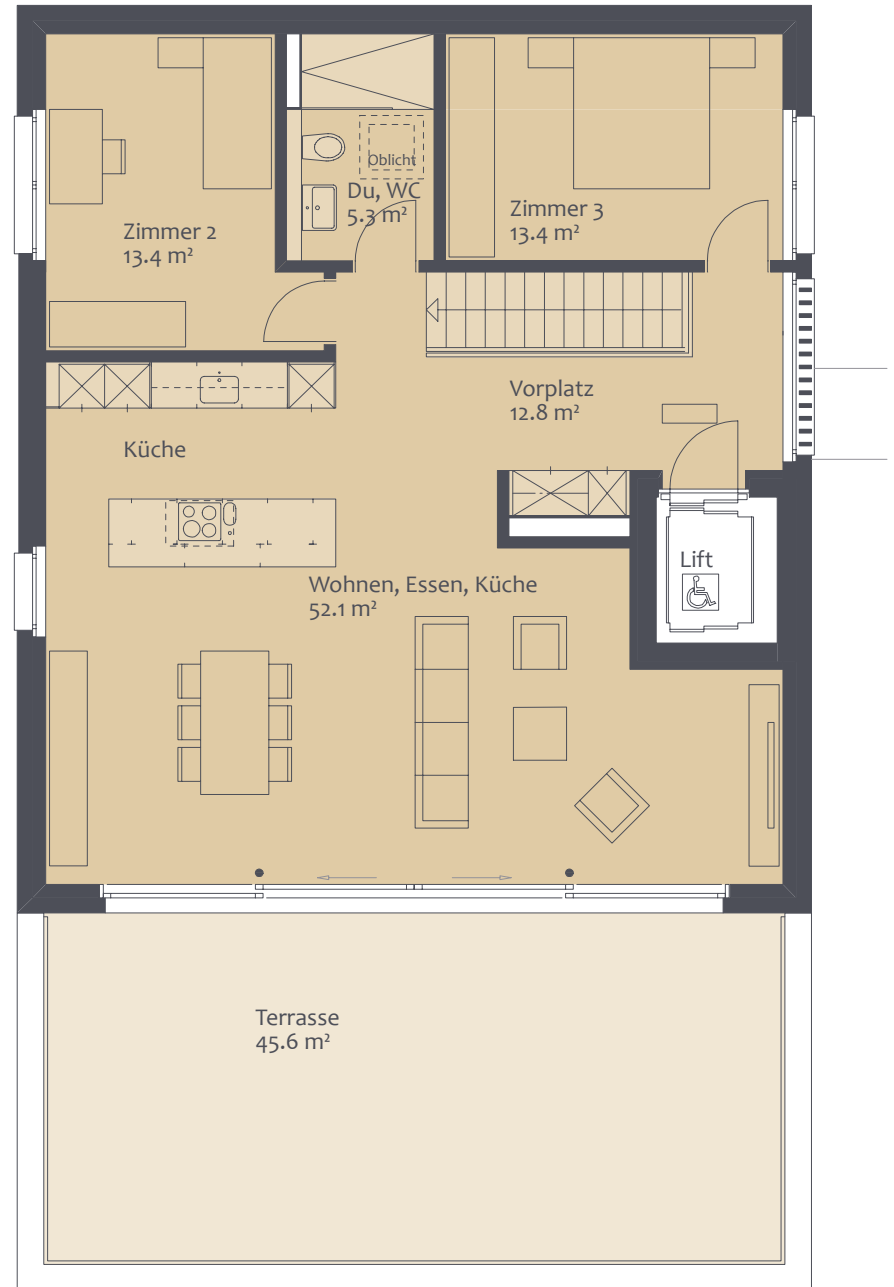 Oblicht
Du, WC
5.3 m²
Zimmer 3
13.4 m²
Zimmer 2
13.4 m²
Vorplatz
12.8 m²
Küche
Lift
Wohnen, Essen, Küche
52.1 m²
Terrasse
45.6 m²